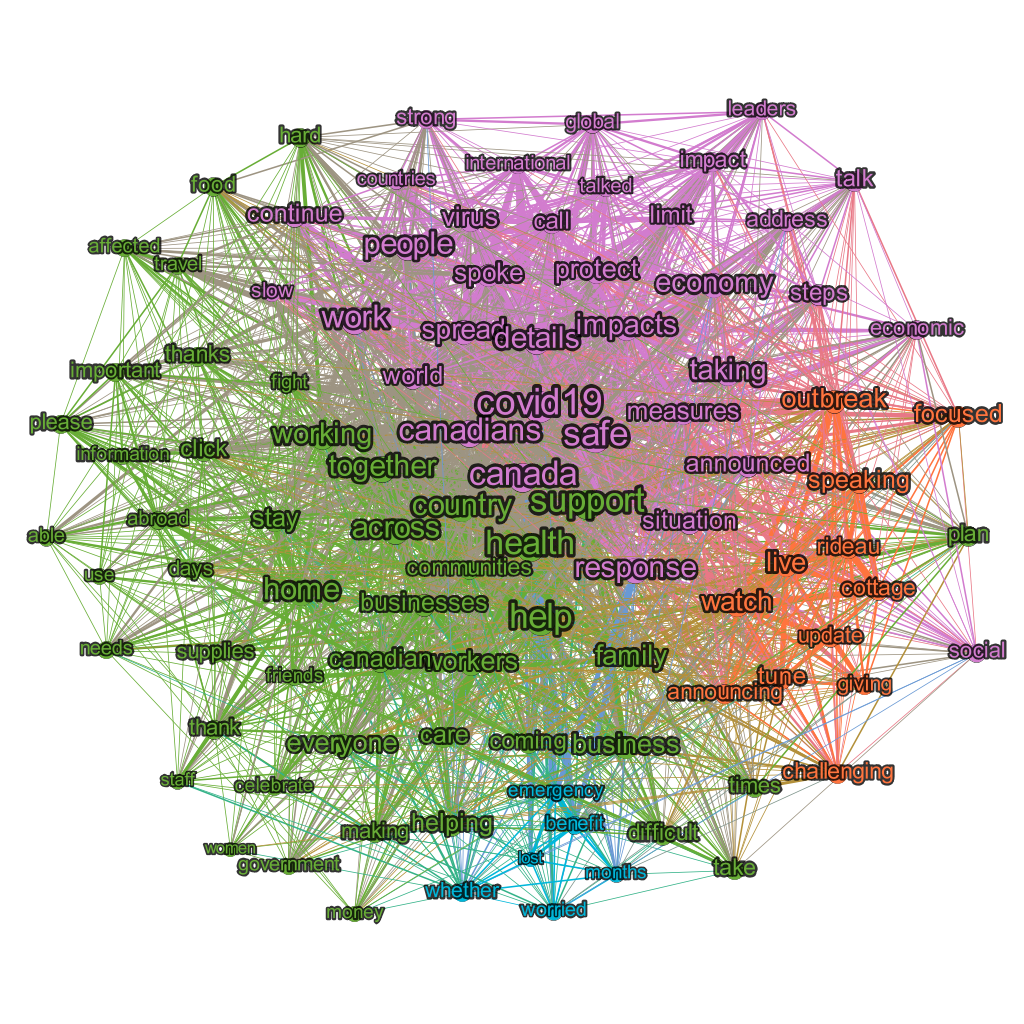 leaders
strong
global
hard
international
impact
countries
talked
talk
food
continue
virus
call
limit
address
people
affected
travel
spoke
protect
economy
slow
steps
work
spread
details
impacts
economic
thanks
important
fight
world
taking
covid19
outbreak
measures
focused
please
information
click
working
canadians
safe
together
canada
announced
speaking
abroad
stay
country
support
situation
able
across
health
plan
rideau
use
days
communities
response
live
home
cottage
businesses
help
watch
needs
supplies
update
social
canadian
workers
family
friends
tune
announcing
giving
thank
everyone
care
coming
business
staff
celebrate
emergency
times
challenging
making
helping
benefit
difficult
women
government
lost
months
take
whether
money
worried